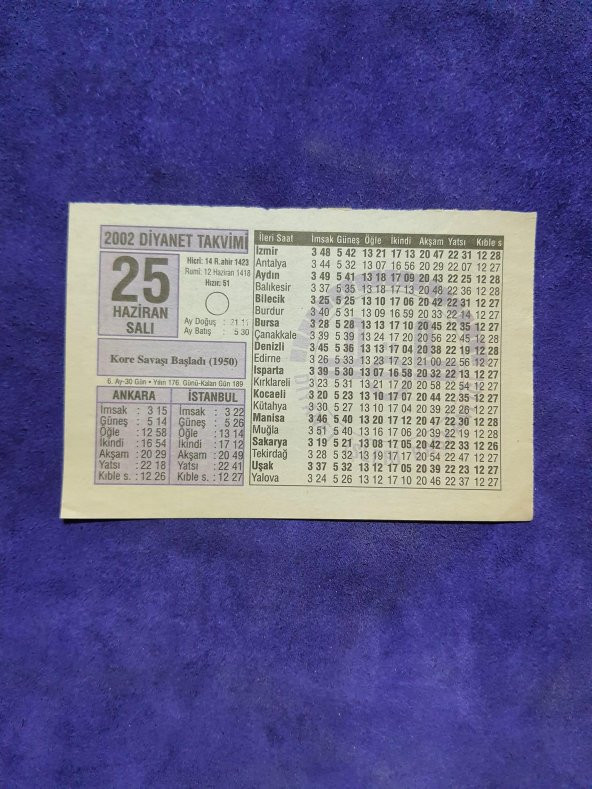 2002 DİYANET TAKVİMİ
25
HAZİRAN
SALI
Hicri: 14 R.ahir 1423
Rumi: 12 Haziran 1418
Hızır: 51
Ay Doğuş : 21 11
Ay Batış : 5 30
Kore Savaşı Başladı (1950)
6. Ay-30 Gün • Yılın 176. Günü-Kalan Gün 189
ANKARA
İmsak : 3 15
Güneş : 5 14
Öğle : 12 58
İkindi : 16 54
Akşam : 20 29
Yatsı : 22 18
Kıble s. : 12 26
İSTANBUL
İmsak : 3 22
Güneş : 5 26
Öğle : 13 14
İkindi : 17 12
Akşam : 20 49
Yatsı : 22 41
Kıble s. : 12 27
İleri Saat İmsak Güneş Öğle İkindi Akşam Yatsı Kıble s
İzmir 3 48 5 42 13 21 17 13 20 47 22 31 12 28
Antalya 3 44 5 32 13 07 16 56 20 29 22 07 12 27
Aydın 3 49 5 41 13 18 17 09 20 43 22 25 12 28
Balıkesir 3 37 5 35 13 18 17 13 20 48 22 36 12 28
Bilecik 3 25 5 25 13 10 17 06 20 42 22 31 12 27
Burdur 3 40 5 31 13 09 16 59 20 33 22 14 12 27
Bursa 3 28 5 28 13 13 17 10 20 45 22 35 12 27
Çanakkale 3 39 5 39 13 24 17 20 20 56 22 46 12 28
Denizli 3 45 5 36 13 13 17 04 20 38 22 19 12 28
Edirne 3 26 5 33 13 23 17 23 21 00 22 56 12 27
Isparta 3 39 5 30 13 07 16 58 20 32 22 13 12 27
Kırklareli 3 23 5 31 13 21 17 20 20 58 22 54 12 27
Kocaeli 3 20 5 23 13 10 17 07 20 44 22 37 12 27
Kütahya 3 30 5 27 13 10 17 04 20 39 22 26 12 27
Manisa 3 46 5 40 13 20 17 12 20 47 22 30 12 28
Muğla 3 51 5 40 13 16 17 06 20 39 22 19 12 28
Sakarya 3 19 5 21 13 08 17 05 20 42 22 33 12 26
Tekirdağ 3 28 5 32 13 19 17 17 20 54 22 47 12 27
Uşak 3 37 5 32 13 12 17 05 20 39 22 23 12 27
Yalova 3 24 5 26 13 12 17 10 20 46 22 37 12 27